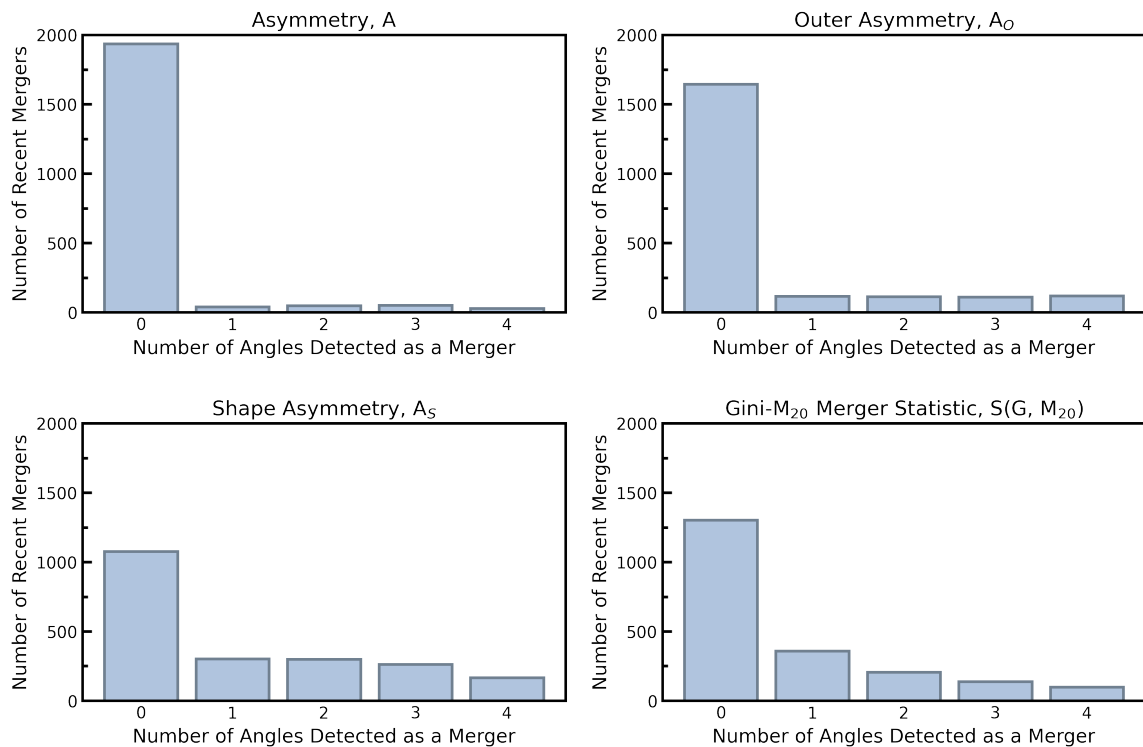 Asymmetry, A
Number of Recent Mergers
2000
1500
1000
500
0
0 1 2 3 4
Number of Angles Detected as a Merger
Outer Asymmetry, A_O
Number of Recent Mergers
2000
1500
1000
500
0
0 1 2 3 4
Number of Angles Detected as a Merger
Shape Asymmetry, A_S
Number of Recent Mergers
2000
1500
1000
500
0
0 1 2 3 4
Number of Angles Detected as a Merger
Gini-M₂₀ Merger Statistic, S(G, M₂₀)
Number of Recent Mergers
2000
1500
1000
500
0
0 1 2 3 4
Number of Angles Detected as a Merger